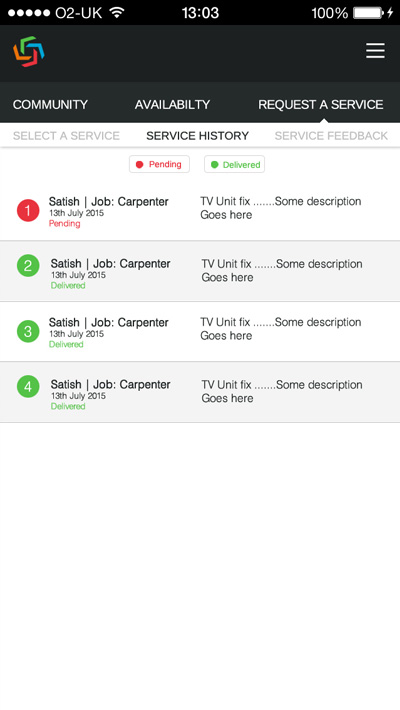 O2-UK 13:03 100%
COMMUNITY AVAILABILTY REQUEST A SERVICE
SELECT A SERVICE SERVICE HISTORY SERVICE FEEDBACK
Pending Delivered
1 Satish | Job: Carpenter TV Unit fix .......Some description
13th July 2015 Goes here
Pending
2 Satish | Job: Carpenter TV Unit fix .......Some description
13th July 2015 Goes here
Delivered
3 Satish | Job: Carpenter TV Unit fix .......Some description
13th July 2015 Goes here
Delivered
4 Satish | Job: Carpenter TV Unit fix .......Some description
13th July 2015 Goes here
Delivered